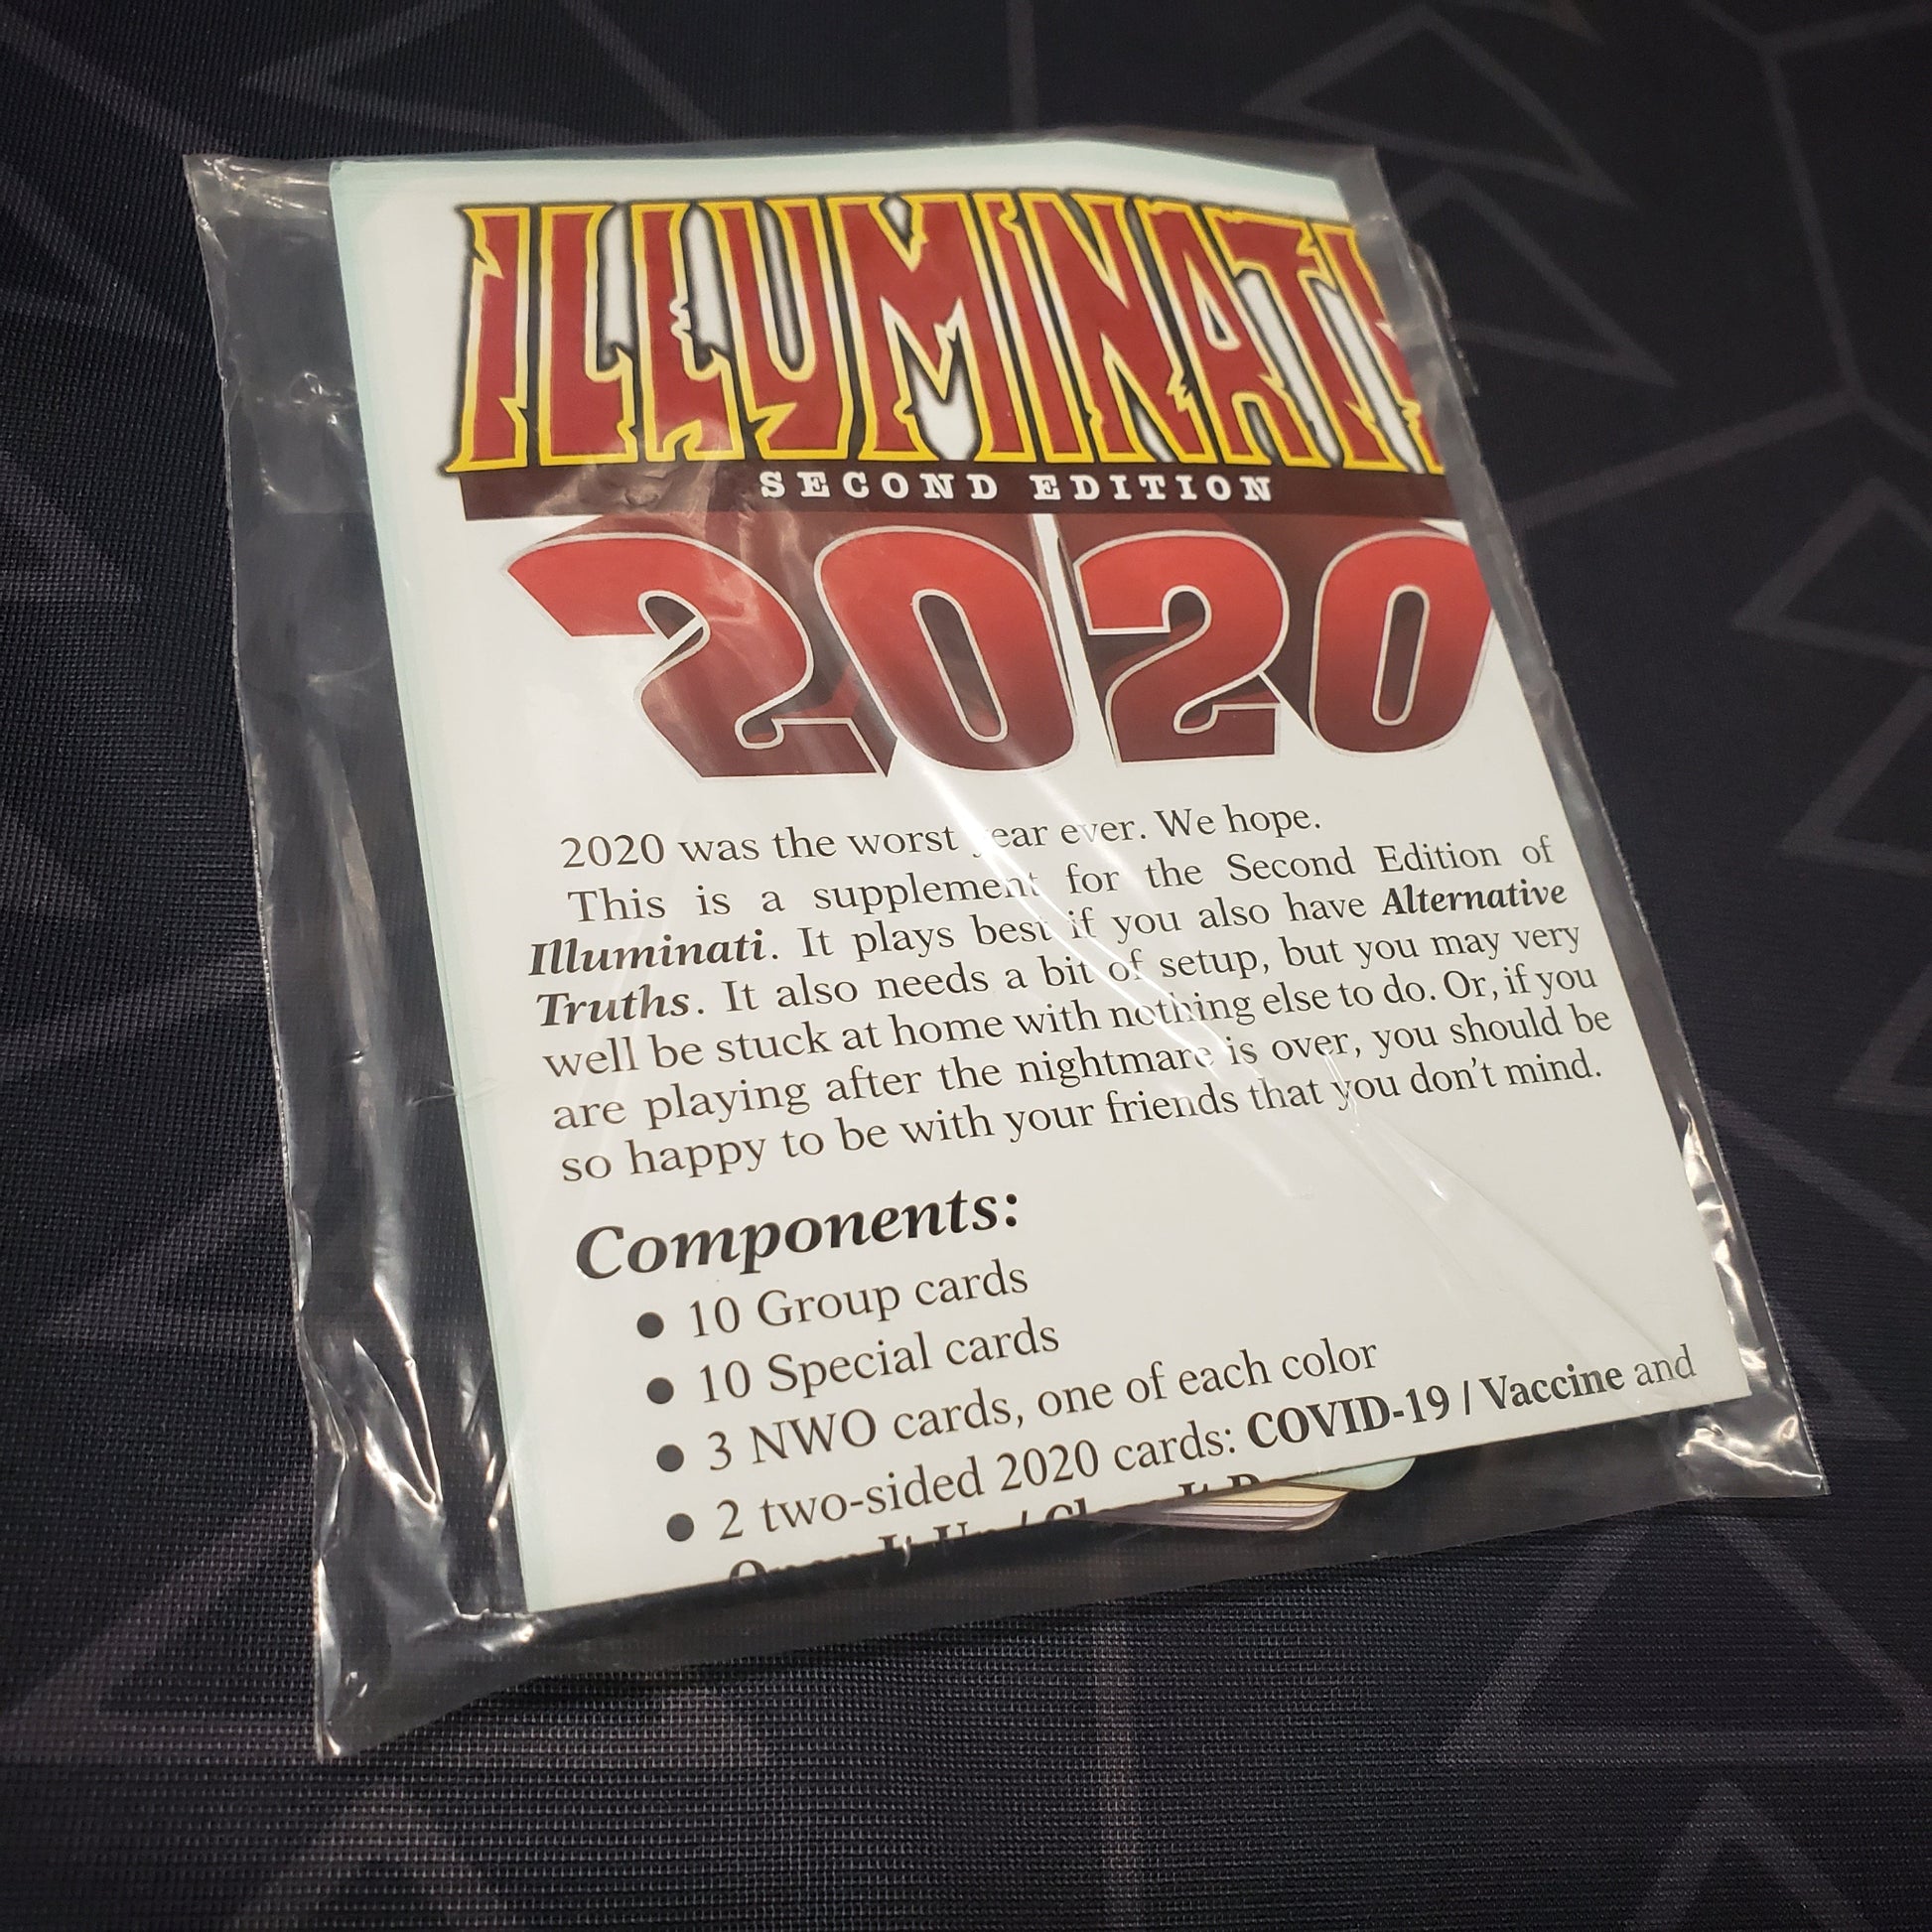 ILLUMINATI
SECOND EDITION
2020
2020 was the worst year ever. We hope.
This is a supplement for the Second Edition of
Illuminati. It plays best if you also have Alternative
Truths. It also needs a bit of setup, but you may very
well be stuck at home with nothing else to do. Or, if you
are playing after the nightmare is over, you should be
so happy to be with your friends that you don't mind.
Components:
● 10 Group cards
● 10 Special cards
● 3 NWO cards, one of each color
● 2 two-sided 2020 cards: COVID-19 / Vaccine and